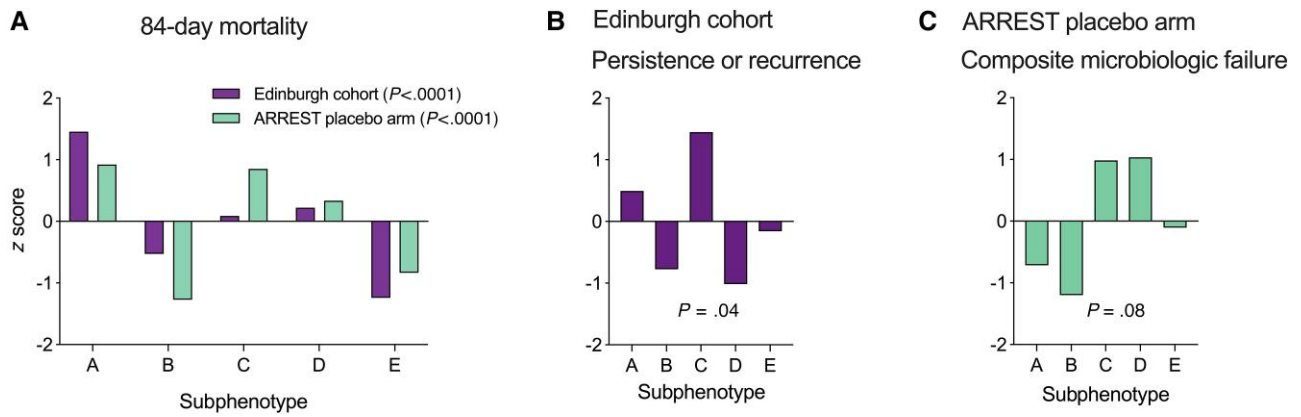 A
84-day mortality
Edinburgh cohort (P<.0001)
ARREST placebo arm (P<.0001)
z score
2
1
0
-1
-2
A B C D E
Subphenotype
B Edinburgh cohort
Persistence or recurrence
2
1
0
-1
-2
P = .04
A B C D E
Subphenotype
C ARREST placebo arm
Composite microbiologic failure
2
1
0
-1
-2
P = .08
A B C D E
Subphenotype